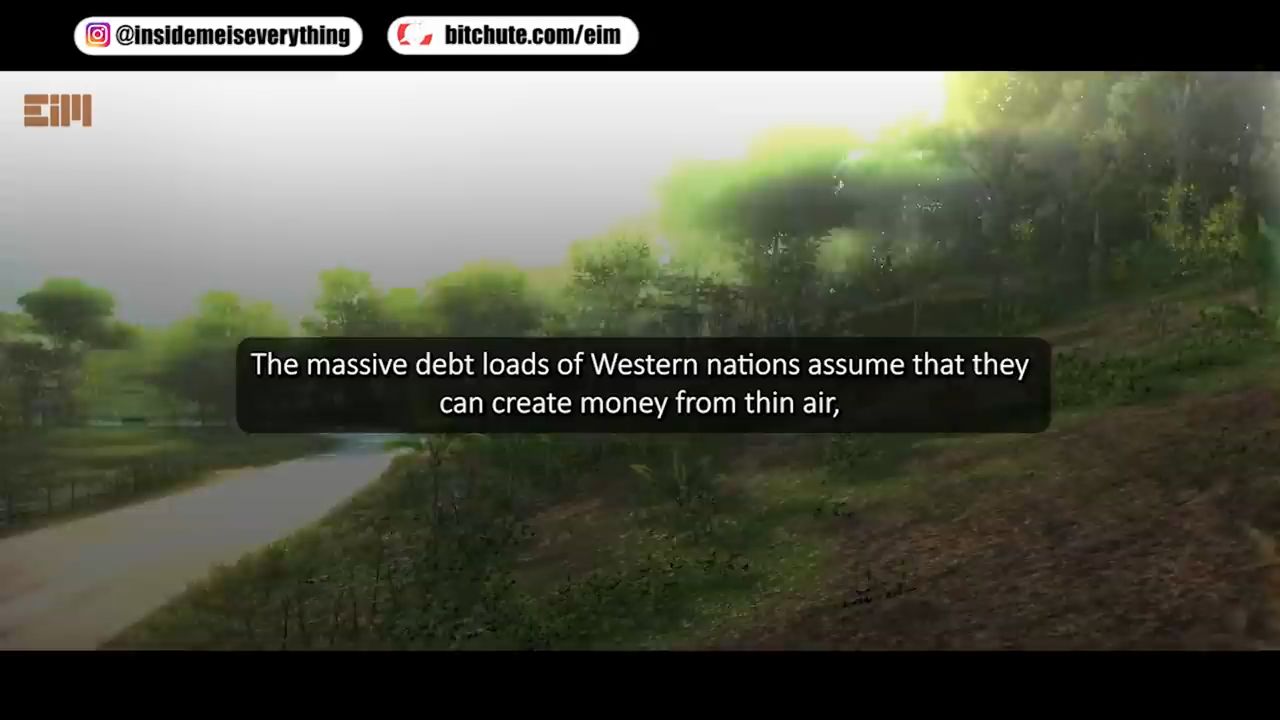 @insidemeiseverything
bitchute.com/eim
EiM
The massive debt loads of Western nations assume that they
can create money from thin air,